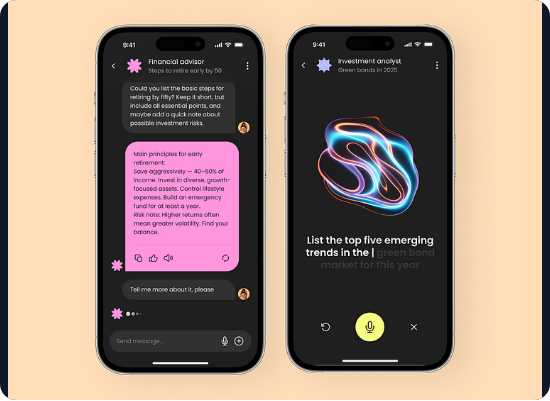 9:41
Financial advisor
Steps to retire early by 50
Could you list the basic steps for
retiring by fifty? Keep it short, but
include all essential points, and
maybe add a quick note about
possible investment risks.
Main principles for early
retirement:
Save aggressively — 40–50% of
income. Invest in diverse, growth-
focused assets. Control lifestyle
expenses. Build an emergency
fund for at least a year.
Risk note: Higher returns often
mean greater volatility. Find your
balance.
Tell me more about it, please
Send message...
9:41
Investment analyst
Green bonds in 2025
List the top five emerging
trends in the | green bond
market for this year